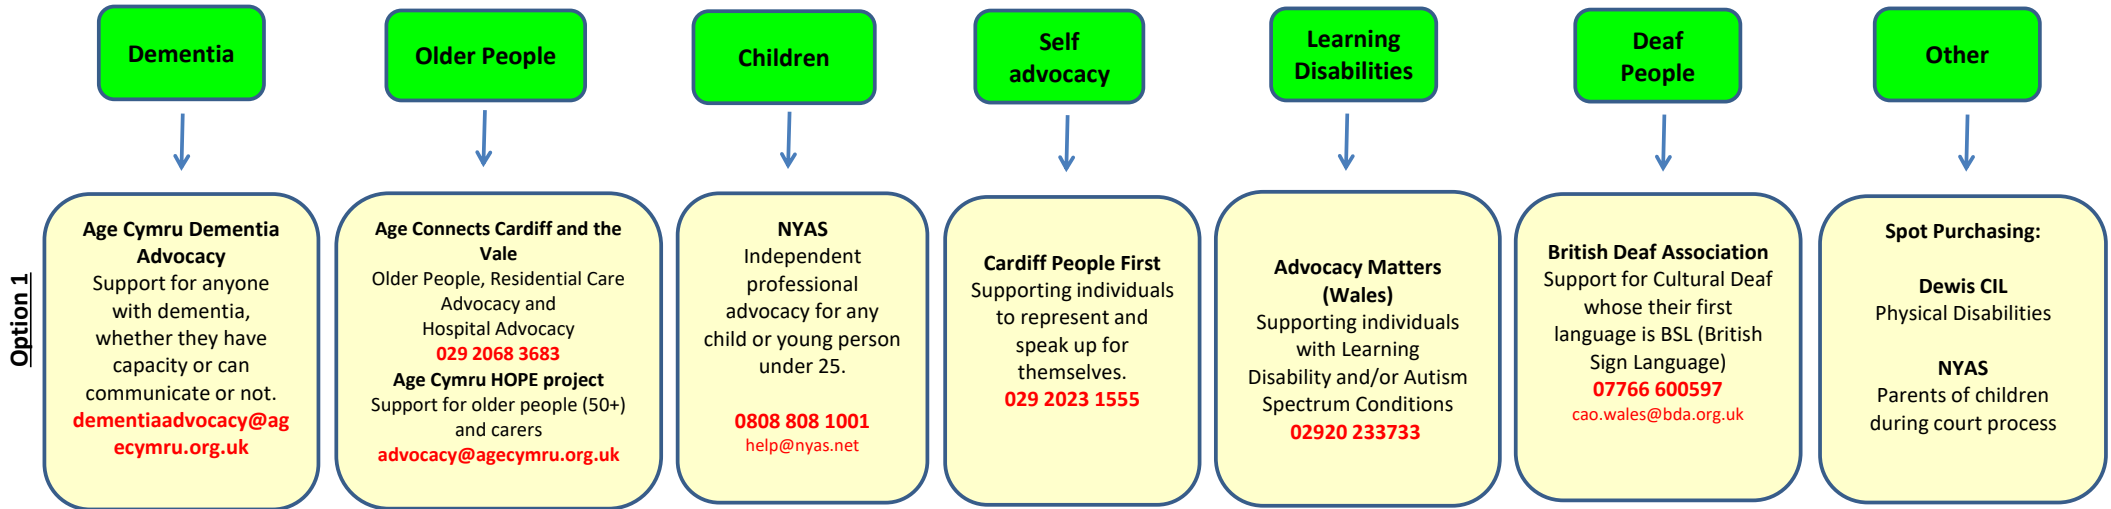 Dementia
Older People
Children
Self
advocacy
Learning
Disabilities
Deaf
People
Other
Option 1
Age Cymru Dementia
Advocacy
Support for anyone
with dementia,
whether they have
capacity or can
communicate or not.
dementiaadvocacy@ag
ecymru.org.uk
Age Connects Cardiff and the
Vale
Older People, Residential Care
Advocacy and
Hospital Advocacy
029 2068 3683
Age Cymru HOPE project
Support for older people (50+)
and carers
advocacy@agecymru.org.uk
NYAS
Independent
professional
advocacy for any
child or young person
under 25.
0808 808 1001
help@nyas.net
Cardiff People First
Supporting individuals
to represent and
speak up for
themselves.
029 2023 1555
Advocacy Matters
(Wales)
Supporting individuals
with Learning
Disability and/or Autism
Spectrum Conditions
02920 233733
British Deaf Association
Support for Cultural Deaf
whose their first
language is BSL (British
Sign Language)
07766 600597
cao.wales@bda.org.uk
Spot Purchasing:
Dewis CIL
Physical Disabilities
NYAS
Parents of children
during court process